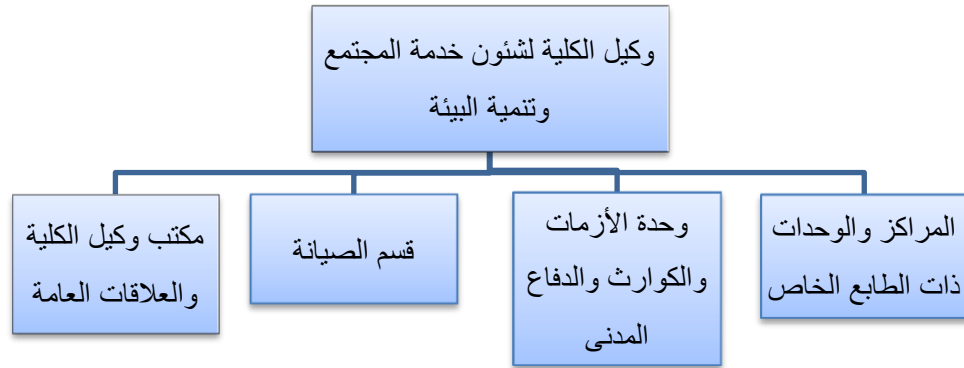 وكيل الكلية لشئون خدمة المجتمع
وتنمية البيئة
المراكز والوحدات
ذات الطابع الخاص
وحدة الأزمات
والكوارث والدفاع
المدنى
قسم الصيانة
مكتب وكيل الكلية
والعلاقات العامة